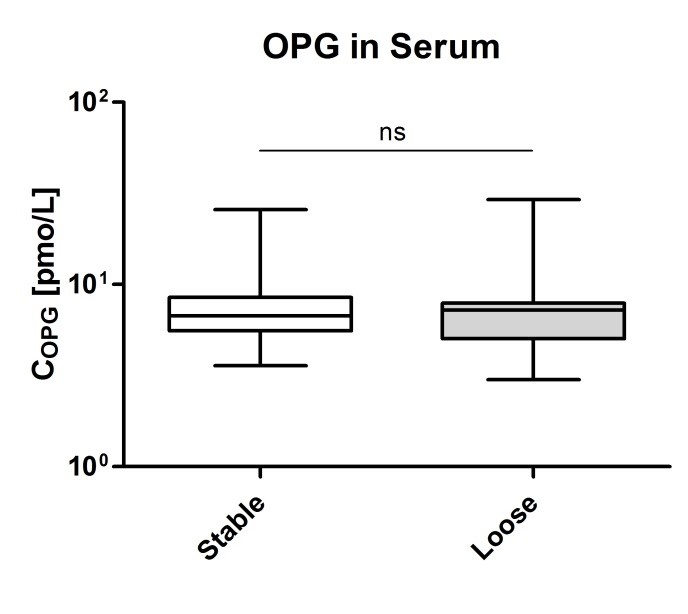 OPG in Serum
10²
ns
C_OPG [pmo/L]
10¹
10⁰
Stable
Loose